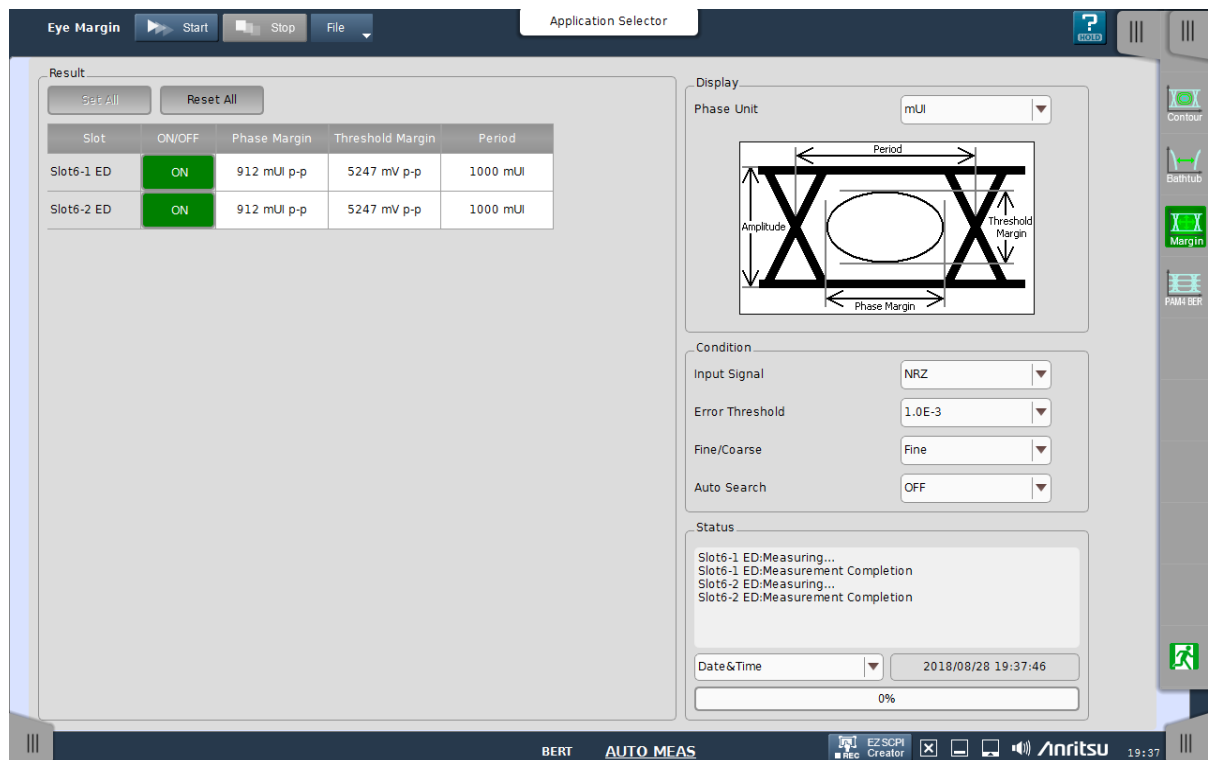 Eye Margin
Start
Stop
File
Application Selector
?
HOLD
Result
Set All
Reset All
Slot ON/OFF Phase Margin Threshold Margin Period
Slot6-1 ED ON 912 mUI p-p 5247 mV p-p 1000 mUI
Slot6-2 ED ON 912 mUI p-p 5247 mV p-p 1000 mUI
Display
Phase Unit mUI
Period
Amplitude
Threshold
Margin
Phase Margin
Condition
Input Signal NRZ
Error Threshold 1.0E-3
Fine/Coarse Fine
Auto Search OFF
Status
Slot6-1 ED:Measuring...
Slot6-1 ED:Measurement Completion
Slot6-2 ED:Measuring...
Slot6-2 ED:Measurement Completion
Date&Time 2018/08/28 19:37:46
0%
Contour
Bathtub
Margin
PAM4 BER
BERT AUTO MEAS
REC
EZ SCPI
Creator
Anritsu
19:37